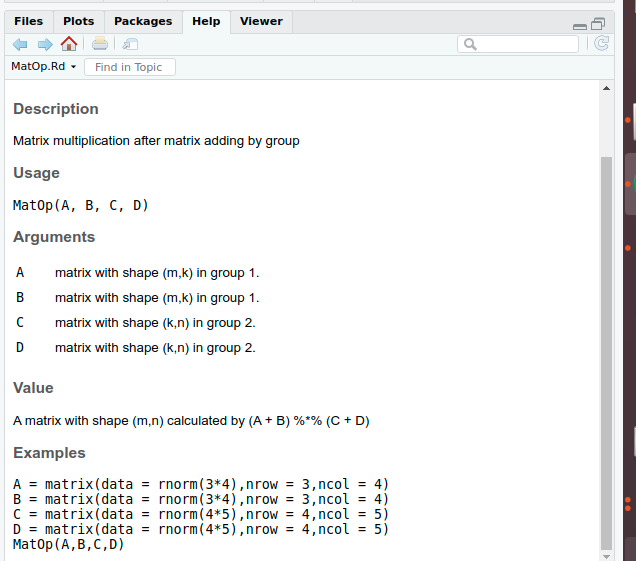 Files Plots Packages Help Viewer
MatOp.Rd Find in Topic
Description
Matrix multiplication after matrix adding by group
Usage
MatOp(A, B, C, D)
Arguments
A matrix with shape (m,k) in group 1.
B matrix with shape (m,k) in group 1.
C matrix with shape (k,n) in group 2.
D matrix with shape (k,n) in group 2.
Value
A matrix with shape (m,n) calculated by (A + B) %*% (C + D)
Examples
A = matrix(data = rnorm(3*4),nrow = 3,ncol = 4)
B = matrix(data = rnorm(3*4),nrow = 3,ncol = 4)
C = matrix(data = rnorm(4*5),nrow = 4,ncol = 5)
D = matrix(data = rnorm(4*5),nrow = 4,ncol = 5)
MatOp(A,B,C,D)